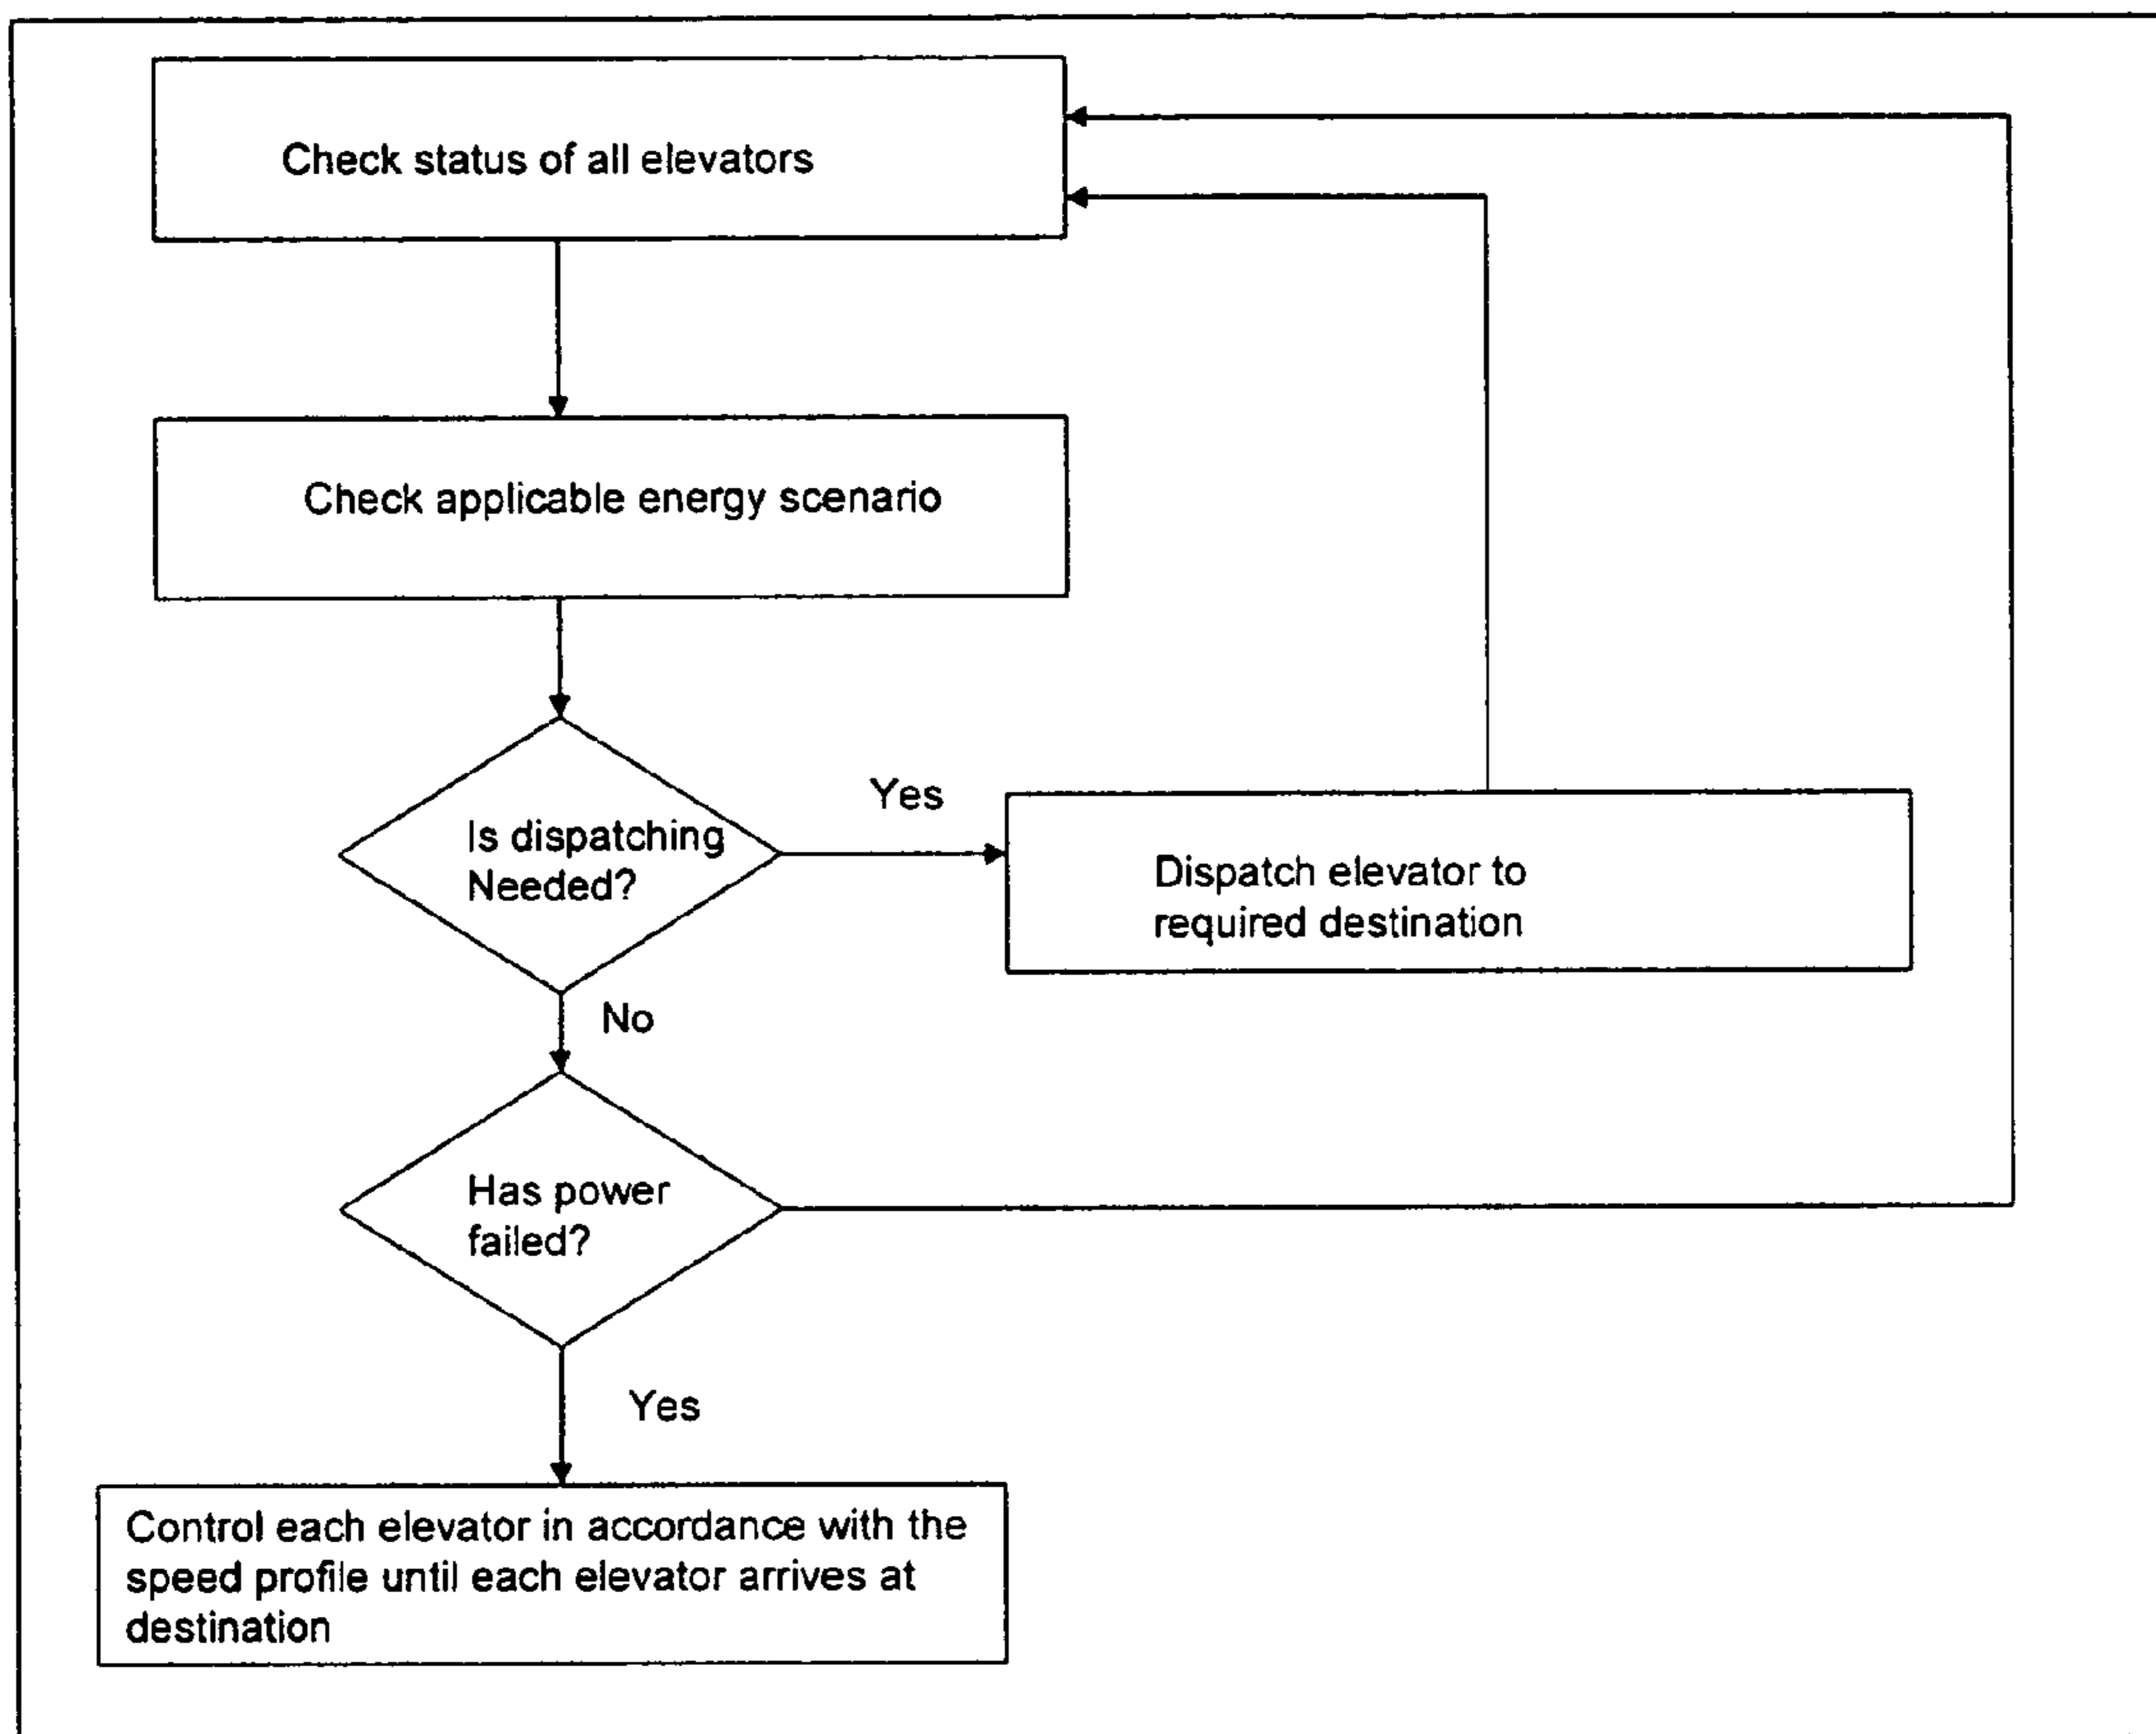 Check status of all elevators
Check applicable energy scenario
Yes
Is dispatching
Needed?
Dispatch elevator to
required destination
No
Has power
failed?
Yes
Control each elevator in accordance with the
speed profile until each elevator arrives at
destination